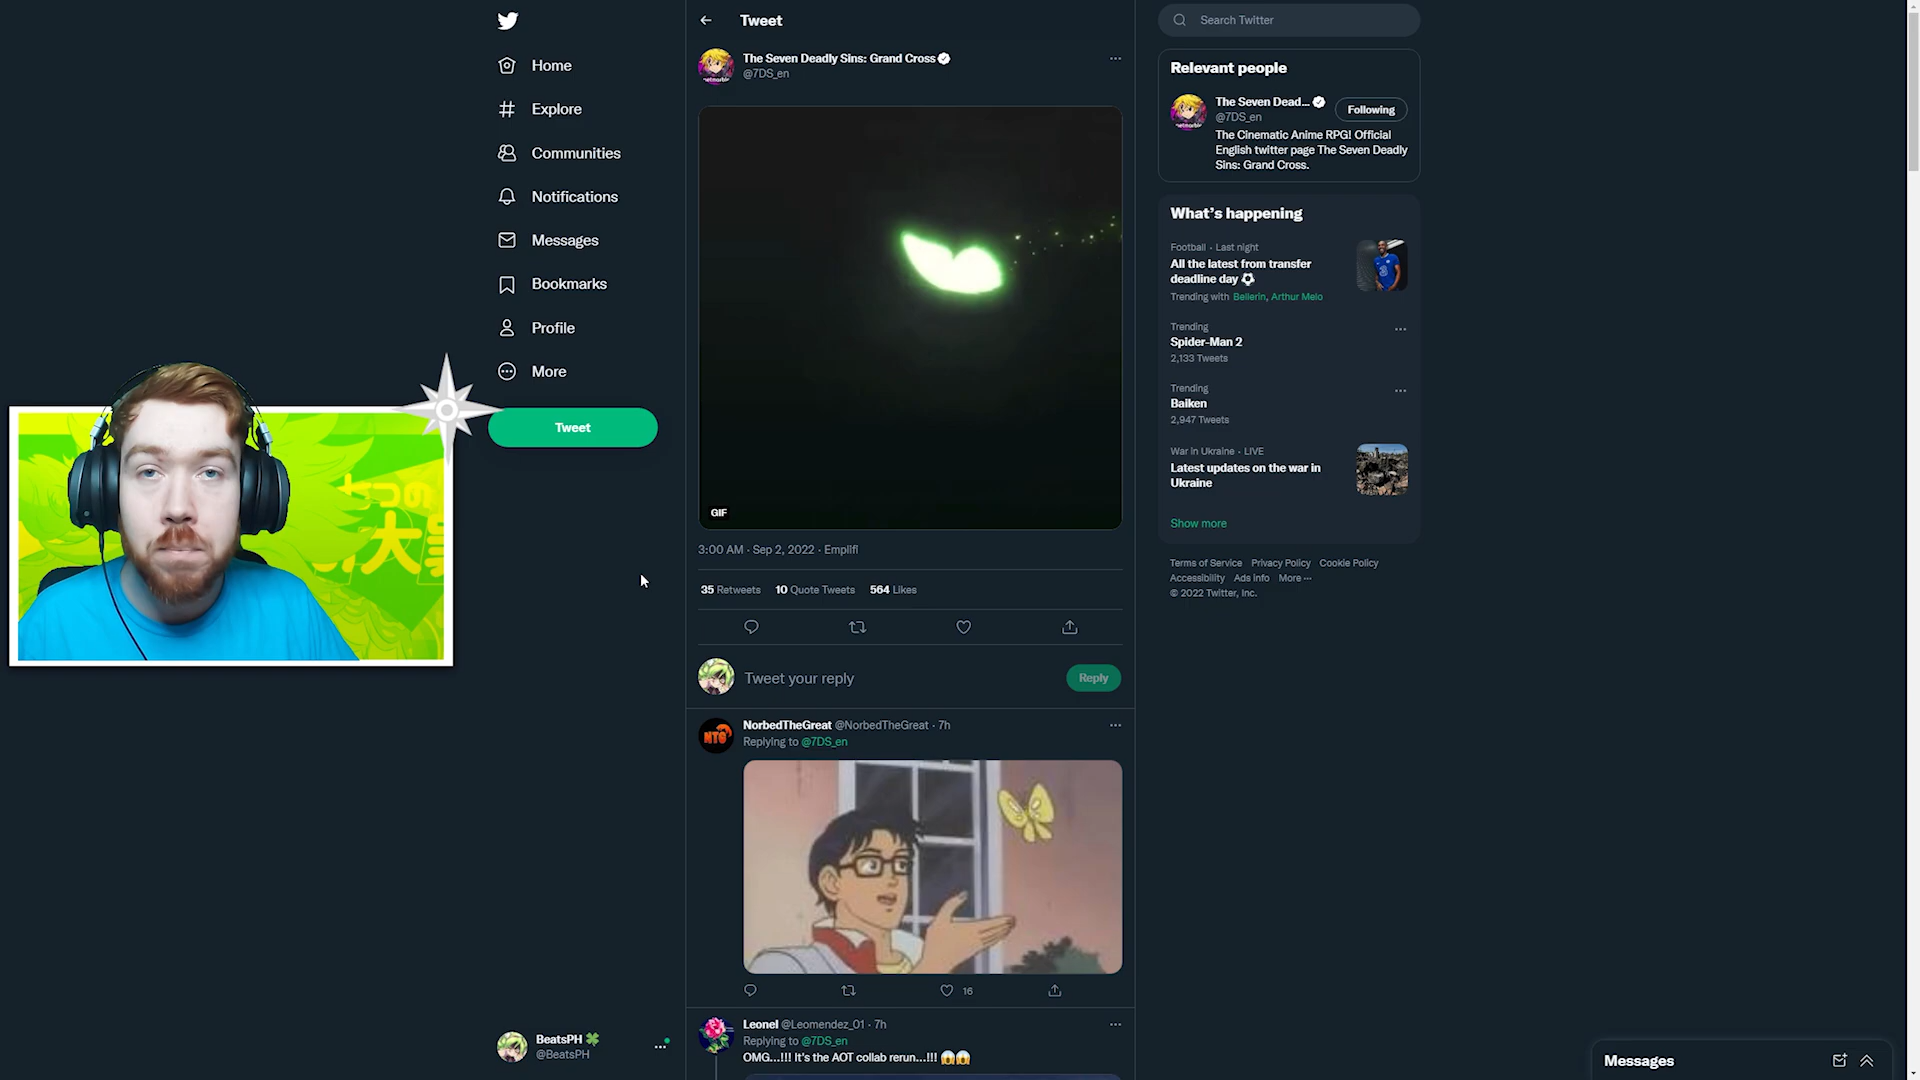 Home
Explore
Communities
Notifications
Messages
Bookmarks
Profile
More
Tweet
BeatsPH
@BeatsPH
Tweet
The Seven Deadly Sins: Grand Cross
@7DS_en
GIF
3:00 AM · Sep 2, 2022 · Emplifi
35 Retweets 10 Quote Tweets 564 Likes
Tweet your reply
Reply
NorbedTheGreat @NorbedTheGreat · 7h
Replying to @7DS_en
NTG
16
Leonel @Leomendez_01 · 7h
Replying to @7DS_en
OMG...!!! It's the AOT collab rerun...!!! 😱😱
Search Twitter
Relevant people
The Seven Dead...
@7DS_en
Following
The Cinematic Anime RPG! Official
English twitter page The Seven Deadly
Sins: Grand Cross.
What's happening
Football · Last night
All the latest from transfer
deadline day ⚽
Trending with Bellerin, Arthur Melo
Trending
Spider-Man 2
2,133 Tweets
Trending
Baiken
2,947 Tweets
War in Ukraine · LIVE
Latest updates on the war in
Ukraine
Show more
Terms of Service Privacy Policy Cookie Policy
Accessibility Ads info More ···
© 2022 Twitter, Inc.
Messages